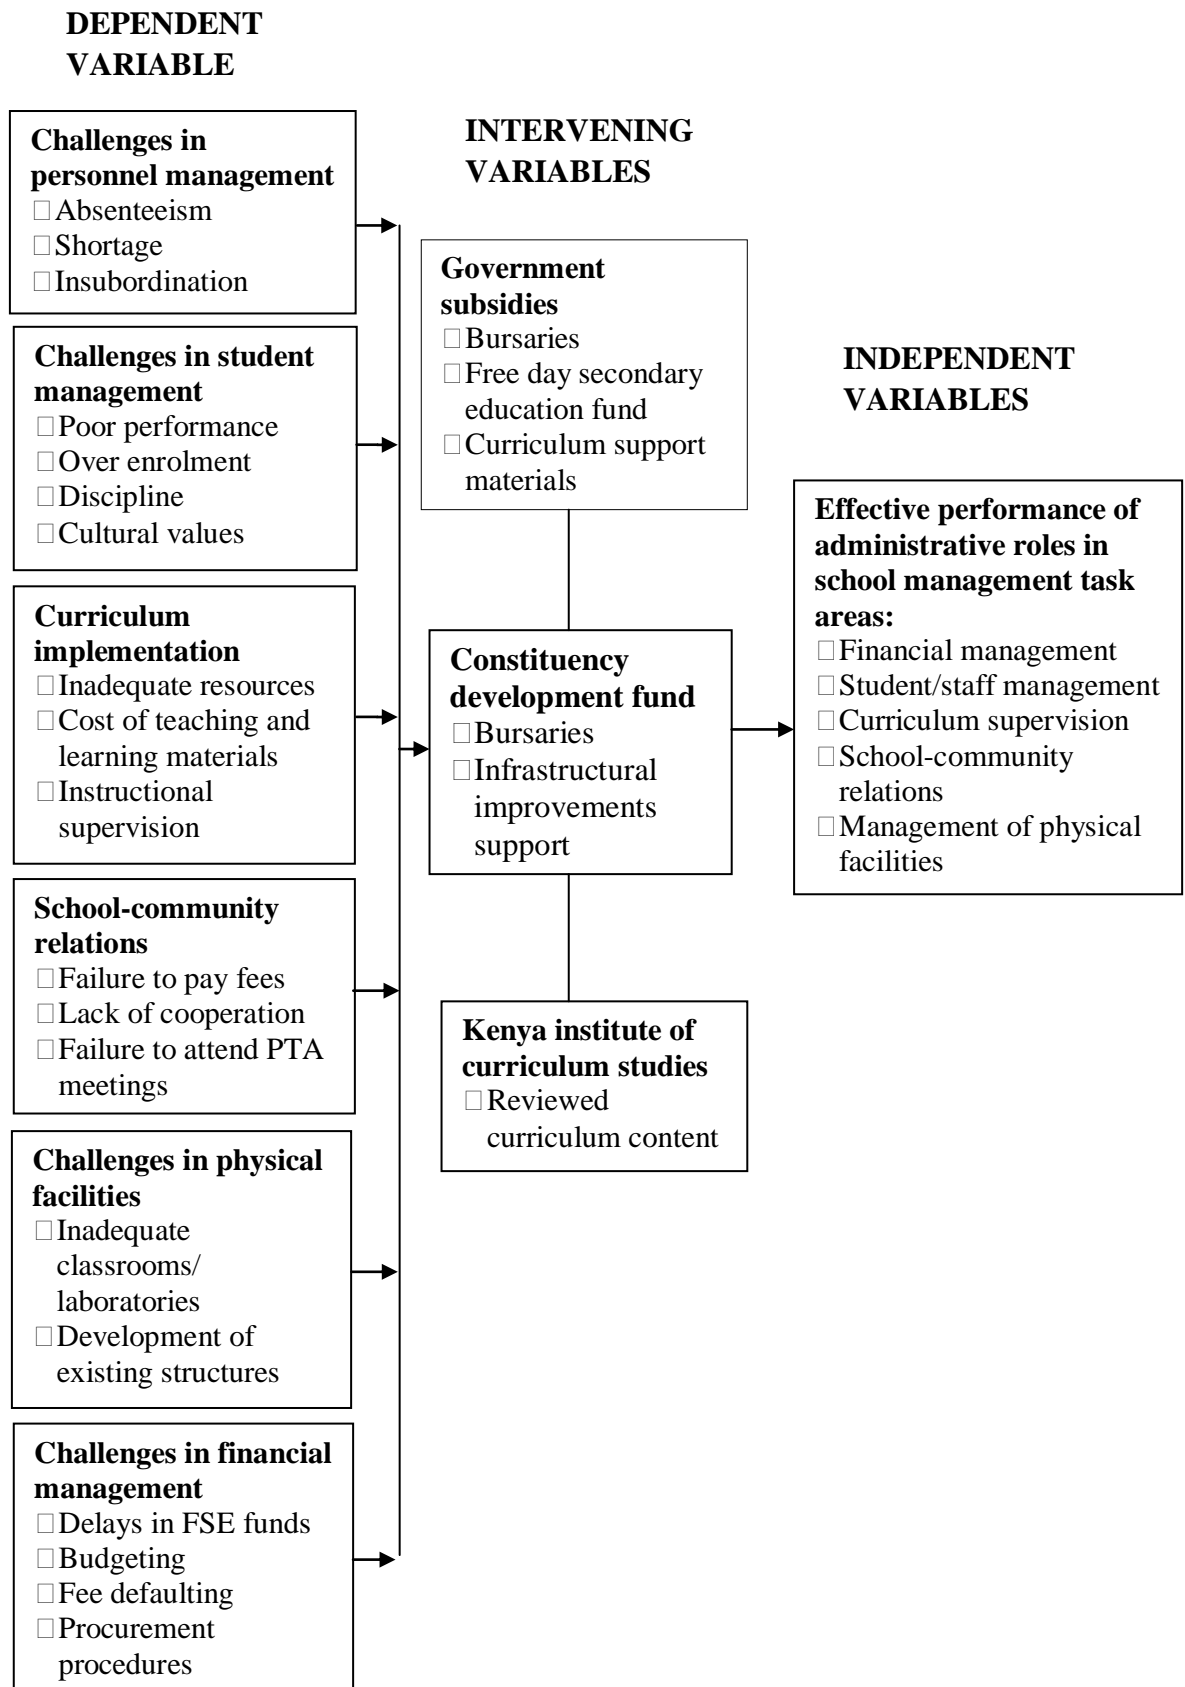 DEPENDENT
VARIABLE
Challenges in
personnel management
□Absenteeism
□Shortage
□Insubordination
Challenges in student
management
□Poor performance
□Over enrolment
□Discipline
□Cultural values
Curriculum
implementation
□Inadequate resources
□Cost of teaching and
learning materials
□Instructional
supervision
School-community
relations
□Failure to pay fees
□Lack of cooperation
□Failure to attend PTA
meetings
Challenges in physical
facilities
□Inadequate
classrooms/
laboratories
□Development of
existing structures
Challenges in financial
management
□Delays in FSE funds
□Budgeting
□Fee defaulting
□Procurement
procedures
INTERVENING
VARIABLES
Government
subsidies
□Bursaries
□Free day secondary
education fund
□Curriculum support
materials
Constituency
development fund
□Bursaries
□Infrastructural
improvements
support
Kenya institute of
curriculum studies
□Reviewed
curriculum content
INDEPENDENT
VARIABLES
Effective performance of
administrative roles in
school management task
areas:
□Financial management
□Student/staff management
□Curriculum supervision
□School-community
relations
□Management of physical
facilities